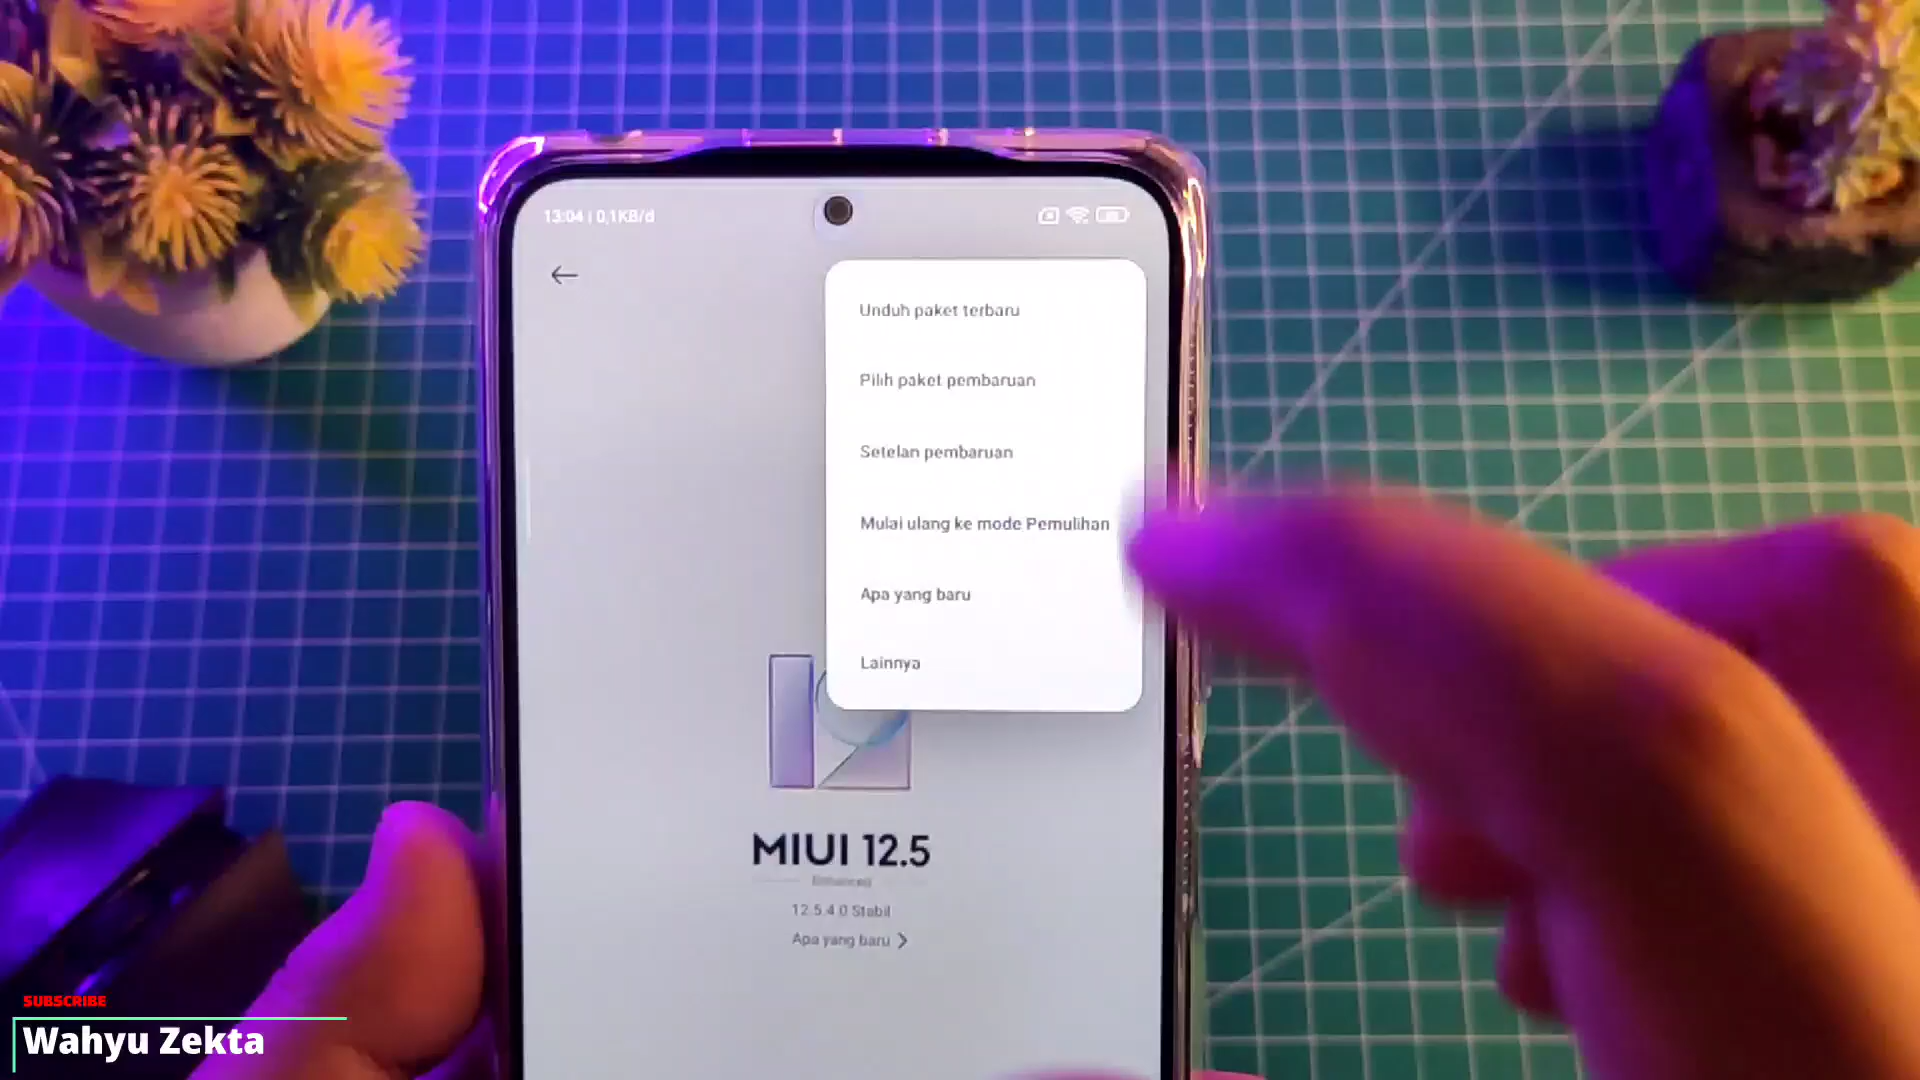 13:04 | 0,1KB/d
Unduh paket terbaru
Pilih paket pembaruan
Setelan pembaruan
Mulai ulang ke mode Pemulihan
Apa yang baru
Lainnya
MIUI 12.5
Enhanced
12.5.4.0 Stabil
Apa yang baru
SUBSCRIBE
Wahyu Zekta